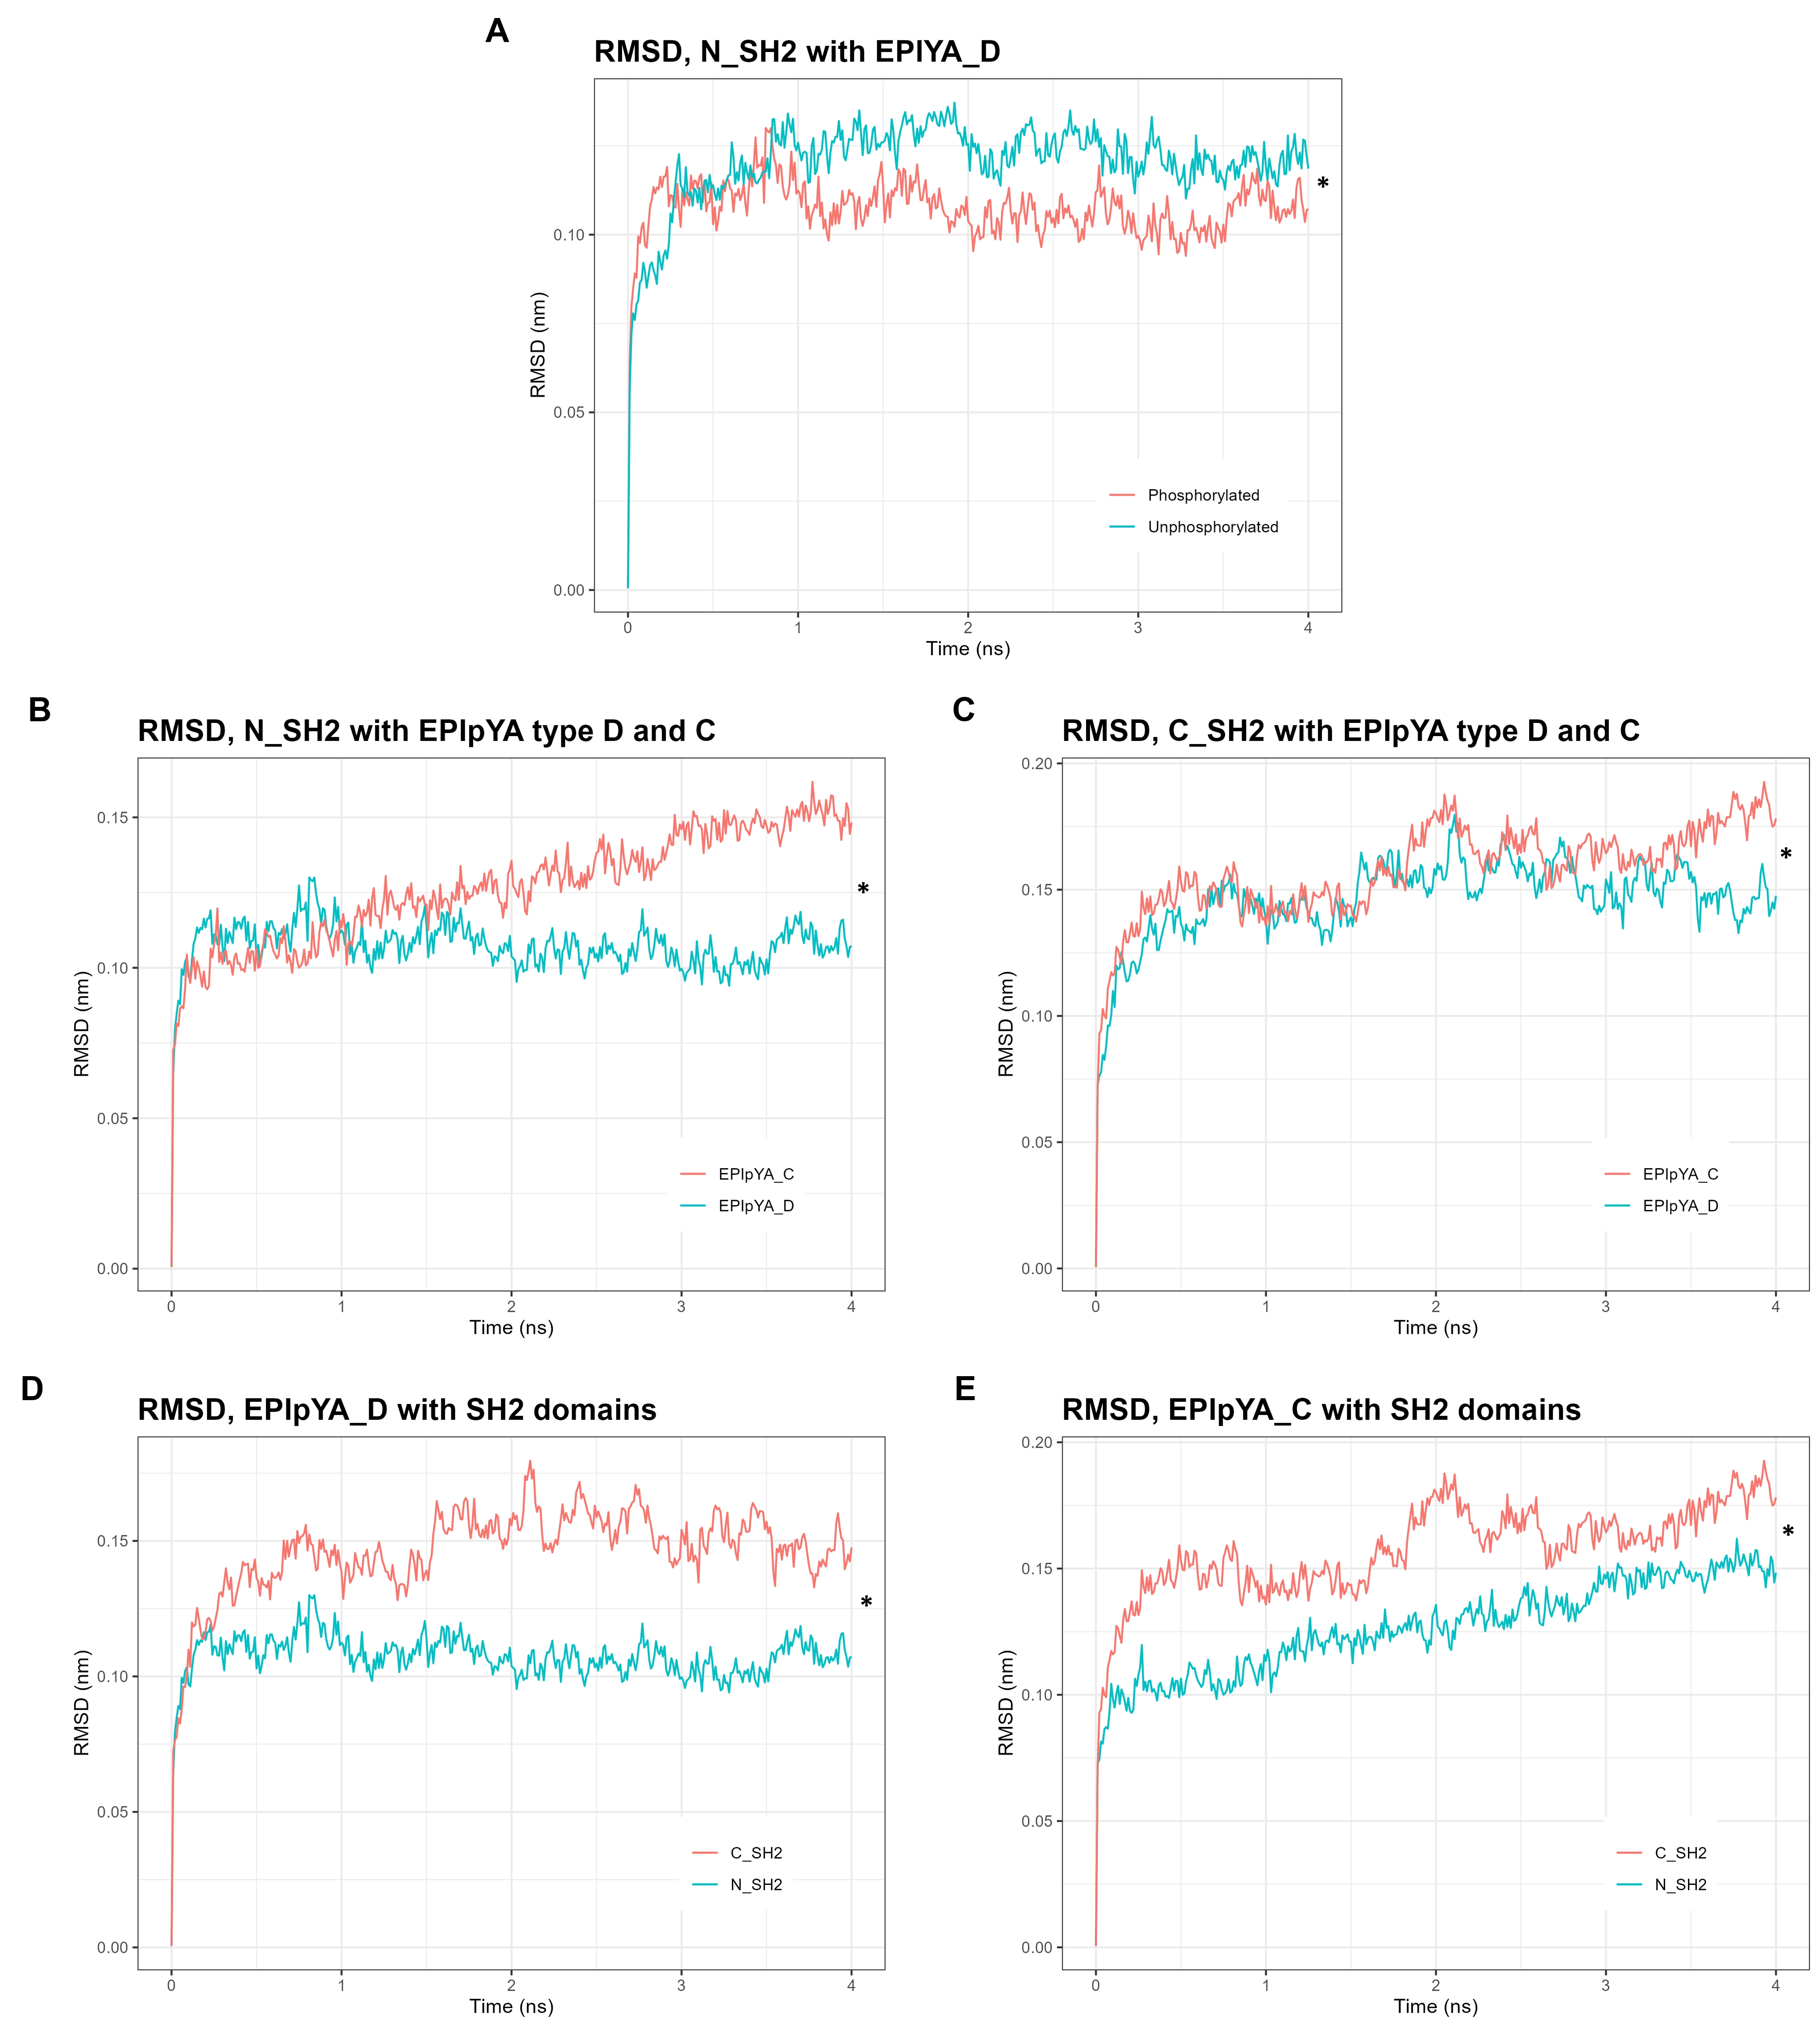 A
RMSD, N_SH2 with EPIYA_D
RMSD (nm)
0.10
0.05
0.00
*
Phosphorylated
Unphosphorylated
0 1 2 3 4
Time (ns)
B
RMSD, N_SH2 with EPIpYA type D and C
RMSD (nm)
0.15
0.10
0.05
0.00
*
EPIpYA_C
EPIpYA_D
0 1 2 3 4
Time (ns)
C
RMSD, C_SH2 with EPIpYA type D and C
RMSD (nm)
0.20
0.15
0.10
0.05
0.00
*
EPIpYA_C
EPIpYA_D
0 1 2 3 4
Time (ns)
D
RMSD, EPIpYA_D with SH2 domains
RMSD (nm)
0.15
0.10
0.05
0.00
*
C_SH2
N_SH2
0 1 2 3 4
Time (ns)
E
RMSD, EPIpYA_C with SH2 domains
RMSD (nm)
0.20
0.15
0.10
0.05
0.00
*
C_SH2
N_SH2
0 1 2 3 4
Time (ns)